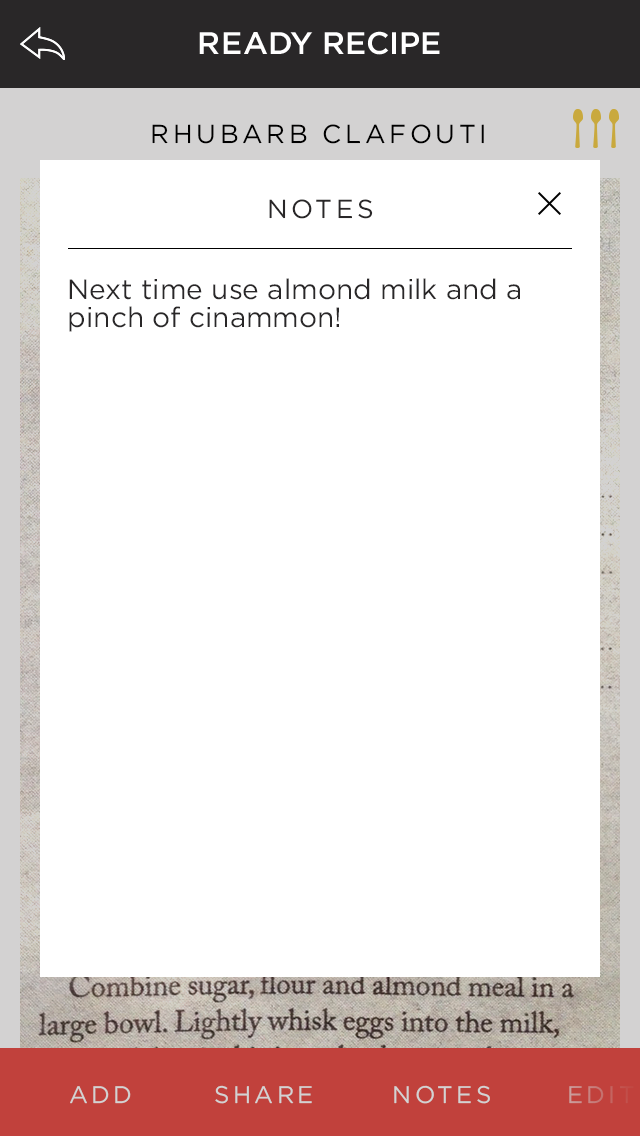 READY RECIPE
RHUBARB CLAFOUTI
NOTES
Next time use almond milk and a
pinch of cinammon!
Combine sugar, flour and almond meal in a
large bowl. Lightly whisk eggs into the milk,
ADD SHARE NOTES EDIT